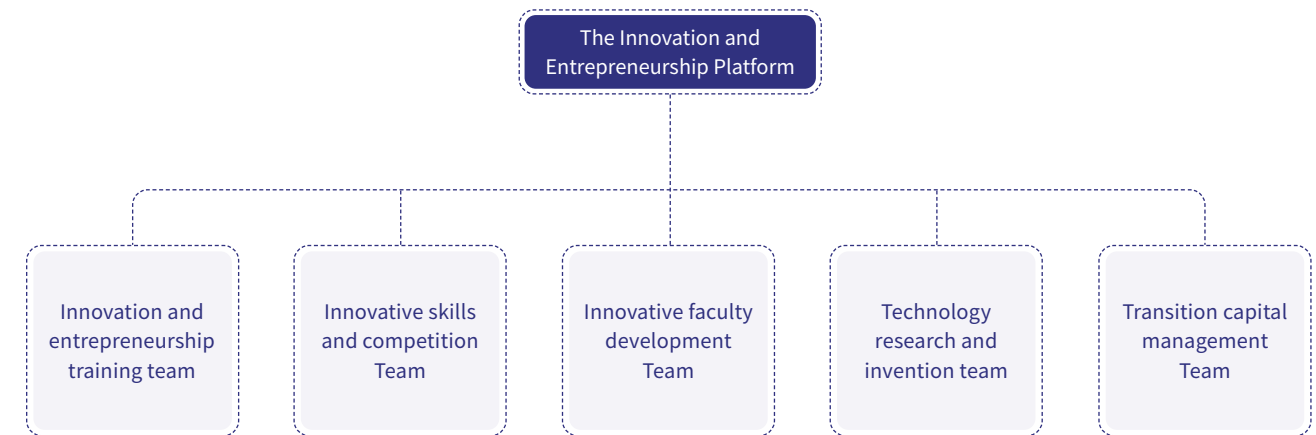 The Innovation and
Entrepreneurship Platform
Innovation and
entrepreneurship
training team
Innovative skills
and competition
Team
Innovative faculty
development
Team
Technology
research and
invention team
Transition capital
management
Team